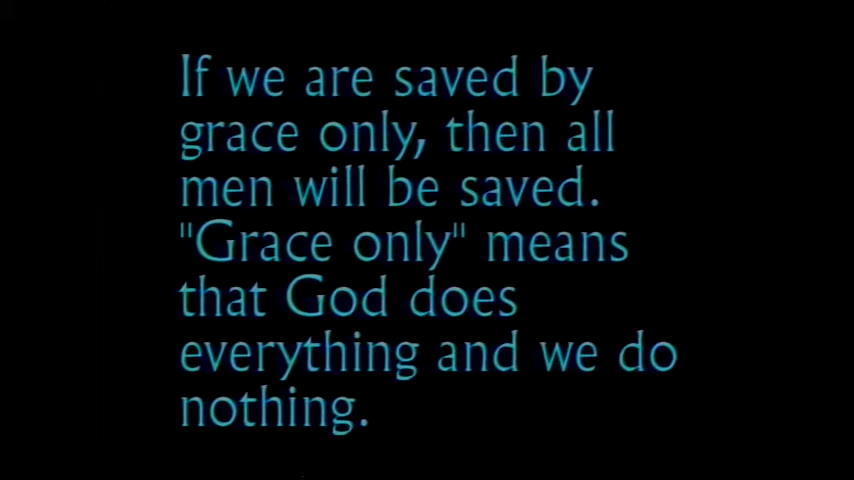 If we are saved by
grace only, then all
men will be saved.
"Grace only" means
that God does
everything and we do
nothing.